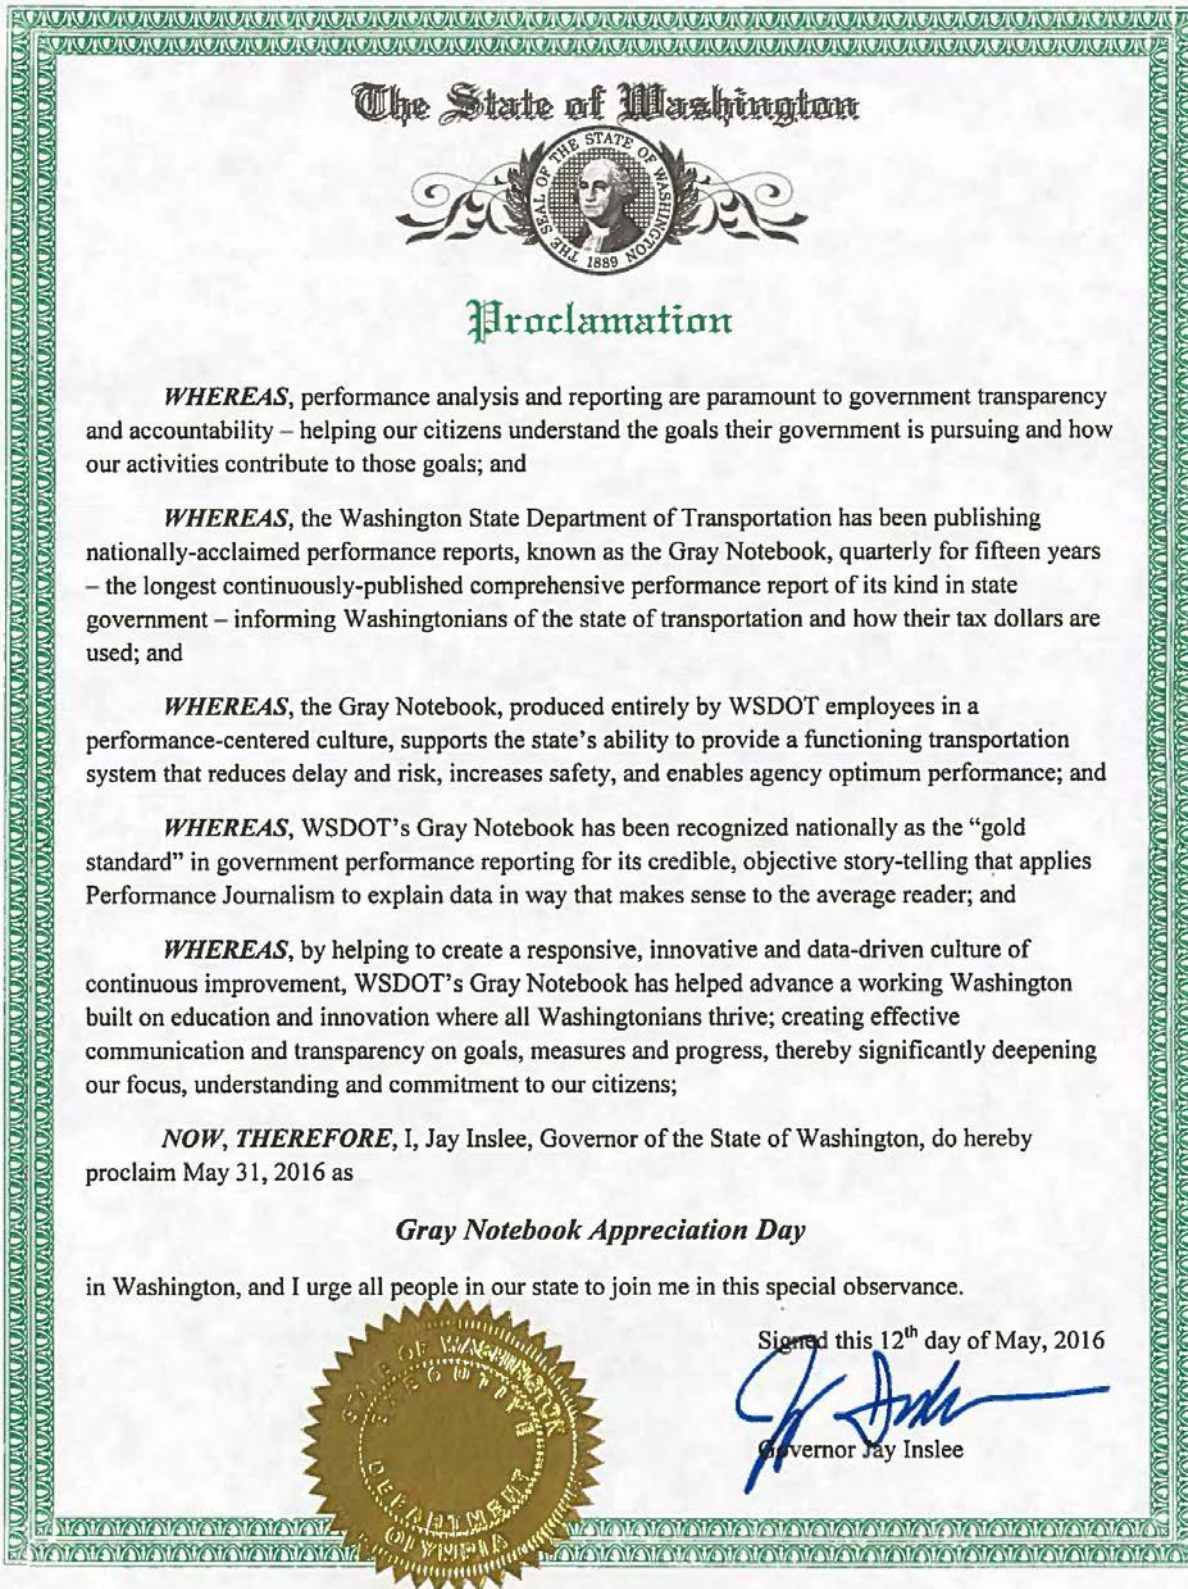 The State of Washington
THE SEAL OF THE STATE OF WASHINGTON
1889
Proclamation
WHEREAS, performance analysis and reporting are paramount to government transparency
and accountability – helping our citizens understand the goals their government is pursuing and how
our activities contribute to those goals; and
WHEREAS, the Washington State Department of Transportation has been publishing
nationally-acclaimed performance reports, known as the Gray Notebook, quarterly for fifteen years
– the longest continuously-published comprehensive performance report of its kind in state
government – informing Washingtonians of the state of transportation and how their tax dollars are
used; and
WHEREAS, the Gray Notebook, produced entirely by WSDOT employees in a
performance-centered culture, supports the state's ability to provide a functioning transportation
system that reduces delay and risk, increases safety, and enables agency optimum performance; and
WHEREAS, WSDOT's Gray Notebook has been recognized nationally as the “gold
standard” in government performance reporting for its credible, objective story-telling that applies
Performance Journalism to explain data in way that makes sense to the average reader; and
WHEREAS, by helping to create a responsive, innovative and data-driven culture of
continuous improvement, WSDOT's Gray Notebook has helped advance a working Washington
built on education and innovation where all Washingtonians thrive; creating effective
communication and transparency on goals, measures and progress, thereby significantly deepening
our focus, understanding and commitment to our citizens;
NOW, THEREFORE, I, Jay Inslee, Governor of the State of Washington, do hereby
proclaim May 31, 2016 as
Gray Notebook Appreciation Day
in Washington, and I urge all people in our state to join me in this special observance.
Signed this 12th day of May, 2016
Governor Jay Inslee
STATE OF WASHINGTON
EXECUTIVE
DEPARTMENT
OLYMPIA